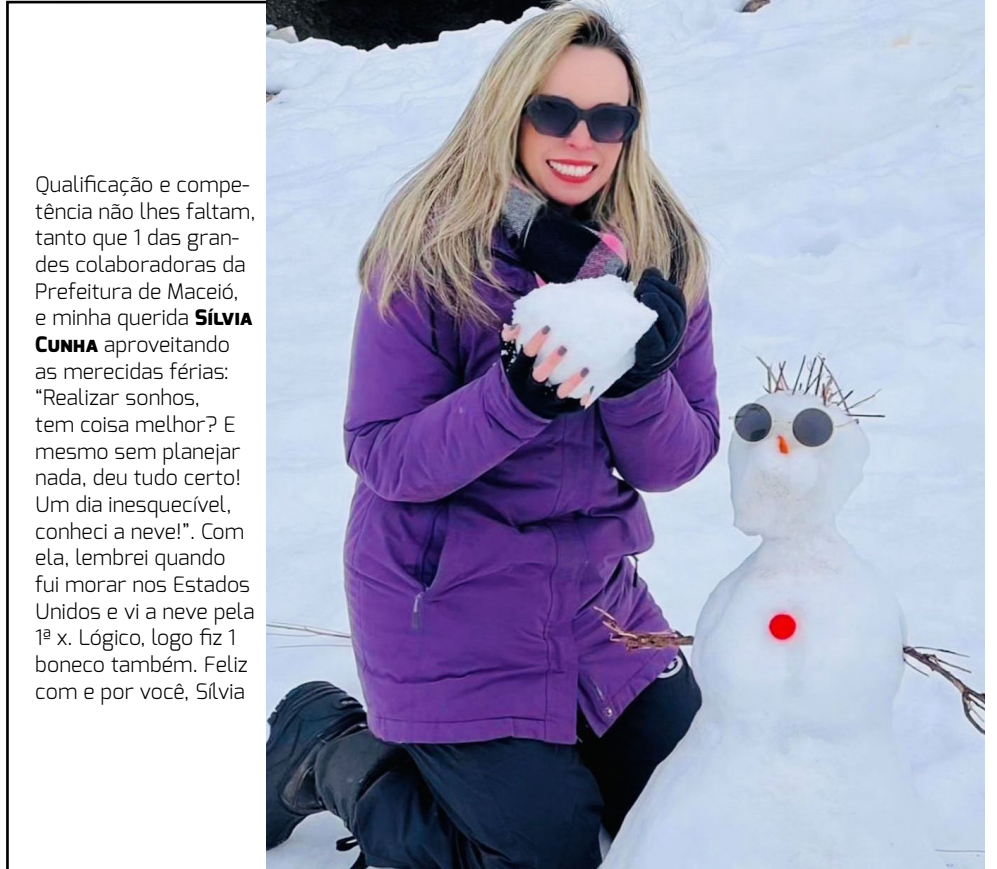 Qualificação e compe-
tência não lhes faltam,
tanto que 1 das gran-
des colaboradoras da
Prefeitura de Maceió,
e minha querida SÍLVIA
CUNHA aproveitando
as merecidas férias:
“Realizar sonhos,
tem coisa melhor? E
mesmo sem planejar
nada, deu tudo certo!
Um dia inesquecível,
conheci a neve!”. Com
ela, lembrei quando
fui morar nos Estados
Unidos e vi a neve pela
1ª x. Lógico, logo fiz 1
boneco também. Feliz
com e por você, Sílvia